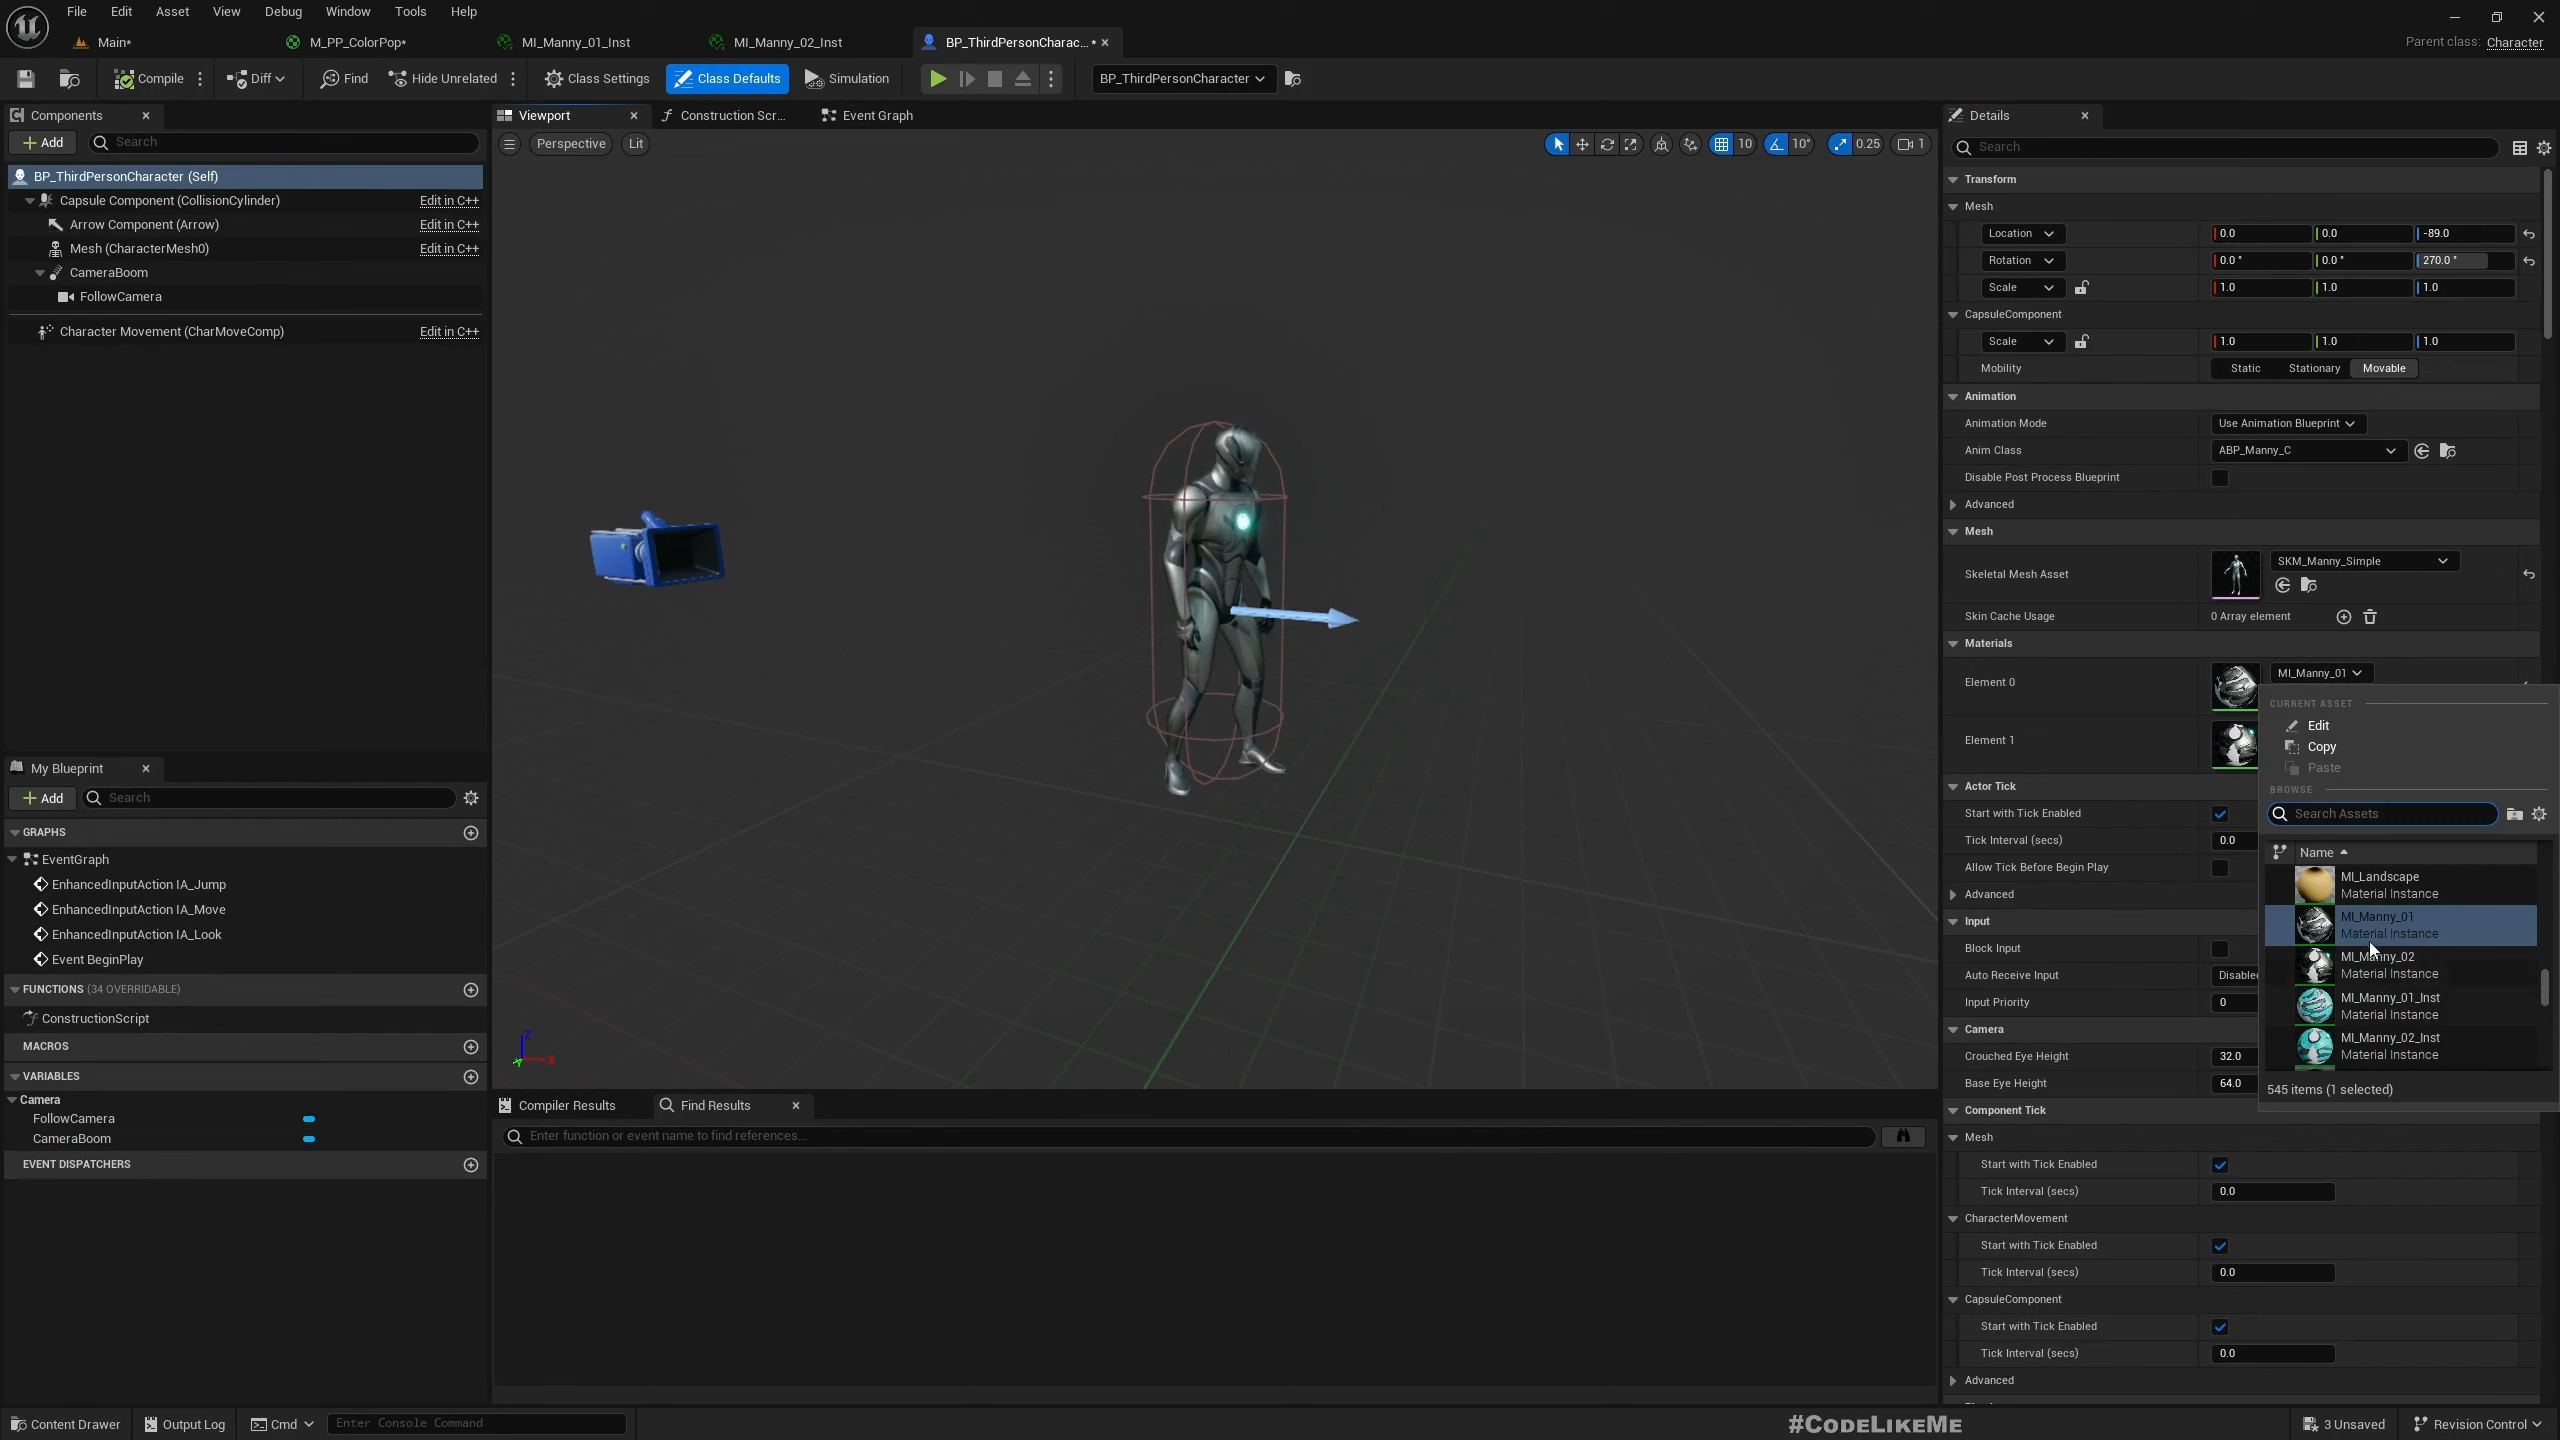 File Edit Asset View Debug Window Tools Help
Main* M_PP_ColorPop* MI_Manny_01_Inst MI_Manny_02_Inst BP_ThirdPersonCharac... *
Parent class: Character
Compile Diff Find Hide Unrelated Class Settings Class Defaults Simulation BP_ThirdPersonCharacter
Components
Add Search
BP_ThirdPersonCharacter (Self)
Capsule Component (CollisionCylinder) Edit in C++
Arrow Component (Arrow) Edit in C++
Mesh (CharacterMesh0) Edit in C++
CameraBoom
FollowCamera
Character Movement (CharMoveComp) Edit in C++
My Blueprint
Add Search
GRAPHS
EventGraph
EnhancedInputAction IA_Jump
EnhancedInputAction IA_Move
EnhancedInputAction IA_Look
Event BeginPlay
FUNCTIONS (34 OVERRIDABLE)
ConstructionScript
MACROS
VARIABLES
Camera
FollowCamera
CameraBoom
EVENT DISPATCHERS
Viewport Construction Scr... Event Graph
Perspective Lit 10 10° 0.25 1
Z
X
Y
Compiler Results Find Results
Enter function or event name to find references...
Details
Search
Transform
Mesh
Location 0.0 0.0 -89.0
Rotation 0.0 ° 0.0 ° 270.0 °
Scale 1.0 1.0 1.0
CapsuleComponent
Scale 1.0 1.0 1.0
Mobility Static Stationary Movable
Animation
Animation Mode Use Animation Blueprint
Anim Class ABP_Manny_C
Disable Post Process Blueprint
Advanced
Mesh
Skeletal Mesh Asset SKM_Manny_Simple
Skin Cache Usage 0 Array element
Materials
Element 0 MI_Manny_01
Element 1
Actor Tick
Start with Tick Enabled
Tick Interval (secs) 0.0
Allow Tick Before Begin Play
Advanced
Input
Block Input
Auto Receive Input Disabled
Input Priority 0
Camera
Crouched Eye Height 32.0
Base Eye Height 64.0
Component Tick
Mesh
Start with Tick Enabled
Tick Interval (secs) 0.0
CharacterMovement
Start with Tick Enabled
Tick Interval (secs) 0.0
CapsuleComponent
Start with Tick Enabled
Tick Interval (secs) 0.0
Advanced
CURRENT ASSET
Edit
Copy
Paste
BROWSE
Search Assets
Name
MI_Landscape
Material Instance
MI_Manny_01
Material Instance
MI_Manny_02
Material Instance
MI_Manny_01_Inst
Material Instance
MI_Manny_02_Inst
Material Instance
545 items (1 selected)
Content Drawer Output Log Cmd Enter Console Command #CODELIKEME 3 Unsaved Revision Control